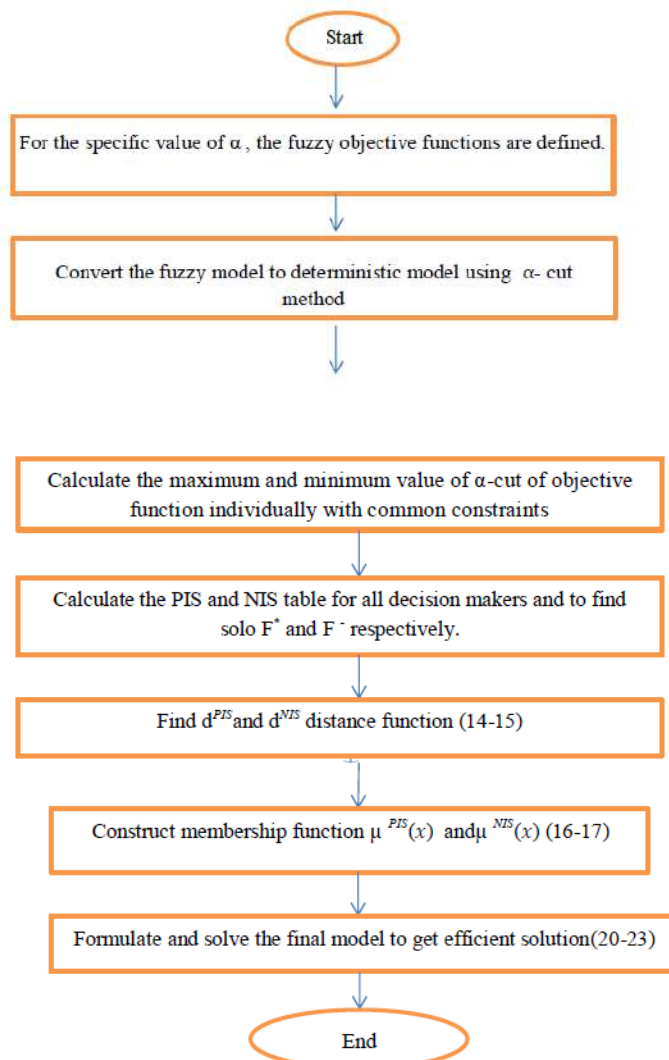 Start
For the specific value of α , the fuzzy objective functions are defined.
Convert the fuzzy model to deterministic model using α- cut
method
Calculate the maximum and minimum value of α-cut of objective
function individually with common constraints
Calculate the PIS and NIS table for all decision makers and to find
solo F* and F - respectively.
Find d^PIS and d^NIS distance function (14-15)
Construct membership function μ ^PIS(x) andμ ^NIS(x) (16-17)
Formulate and solve the final model to get efficient solution(20-23)
End